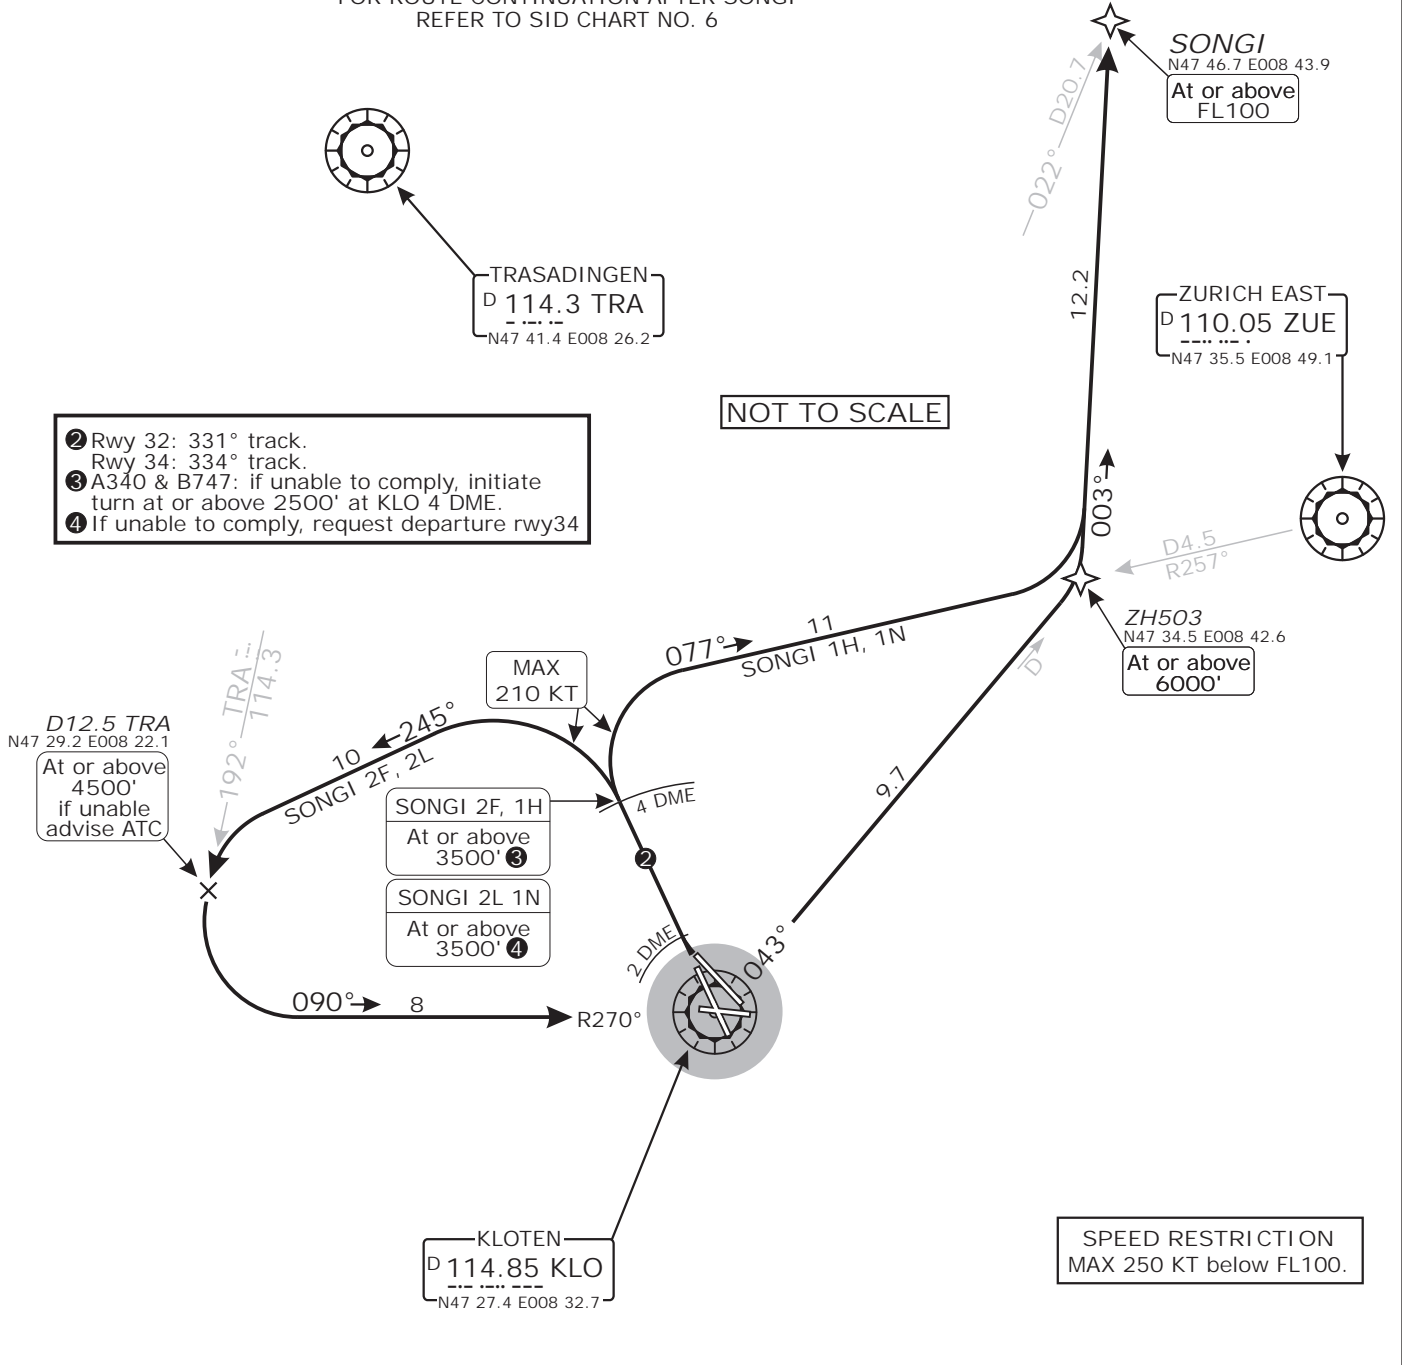 FOR ROUTE CONTINUATION AFTER SONGI
REFER TO SID CHART NO. 6
SONGI
N47 46.7 E008 43.9
At or above
FL100
D20.7
022°
12.2
TRASADINGEN
D 114.3 TRA
N47 41.4 E008 26.2
ZURICH EAST
D 110.05 ZUE
N47 35.5 E008 49.1
NOT TO SCALE
2 Rwy 32: 331° track.
Rwy 34: 334° track.
3 A340 & B747: if unable to comply, initiate
turn at or above 2500' at KLO 4 DME.
4 If unable to comply, request departure rwy34
003°
D4.5
R257°
ZH503
N47 34.5 E008 42.6
At or above
6000'
11
077°
SONGI 1H, 1N
D
MAX
210 KT
TRA
114.3
192°
D12.5 TRA
N47 29.2 E008 22.1
At or above
4500'
if unable
advise ATC
245°
10
SONGI 2F, 2L
9.7
4 DME
SONGI 2F, 1H
At or above
3500' 3
2
SONGI 2L 1N
At or above
3500' 4
2 DME
043°
090°
8
R270°
KLOTEN
D 114.85 KLO
N47 27.4 E008 32.7
SPEED RESTRICTION
MAX 250 KT below FL100.